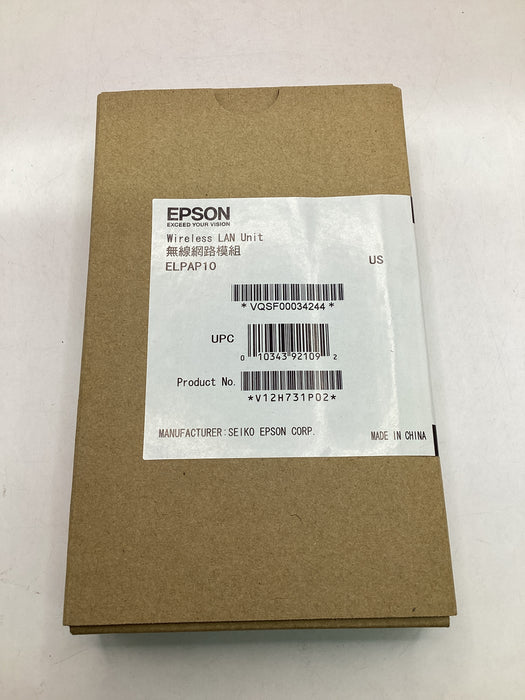 EPSON
EXCEED YOUR VISION
Wireless LAN Unit
無線網路模組
ELPAP10
US
*VQSF00034244*
UPC
0 10343 92109 2
Product No.
*V12H731P02*
MANUFACTURER:SEIKO EPSON CORP.
MADE IN CHINA